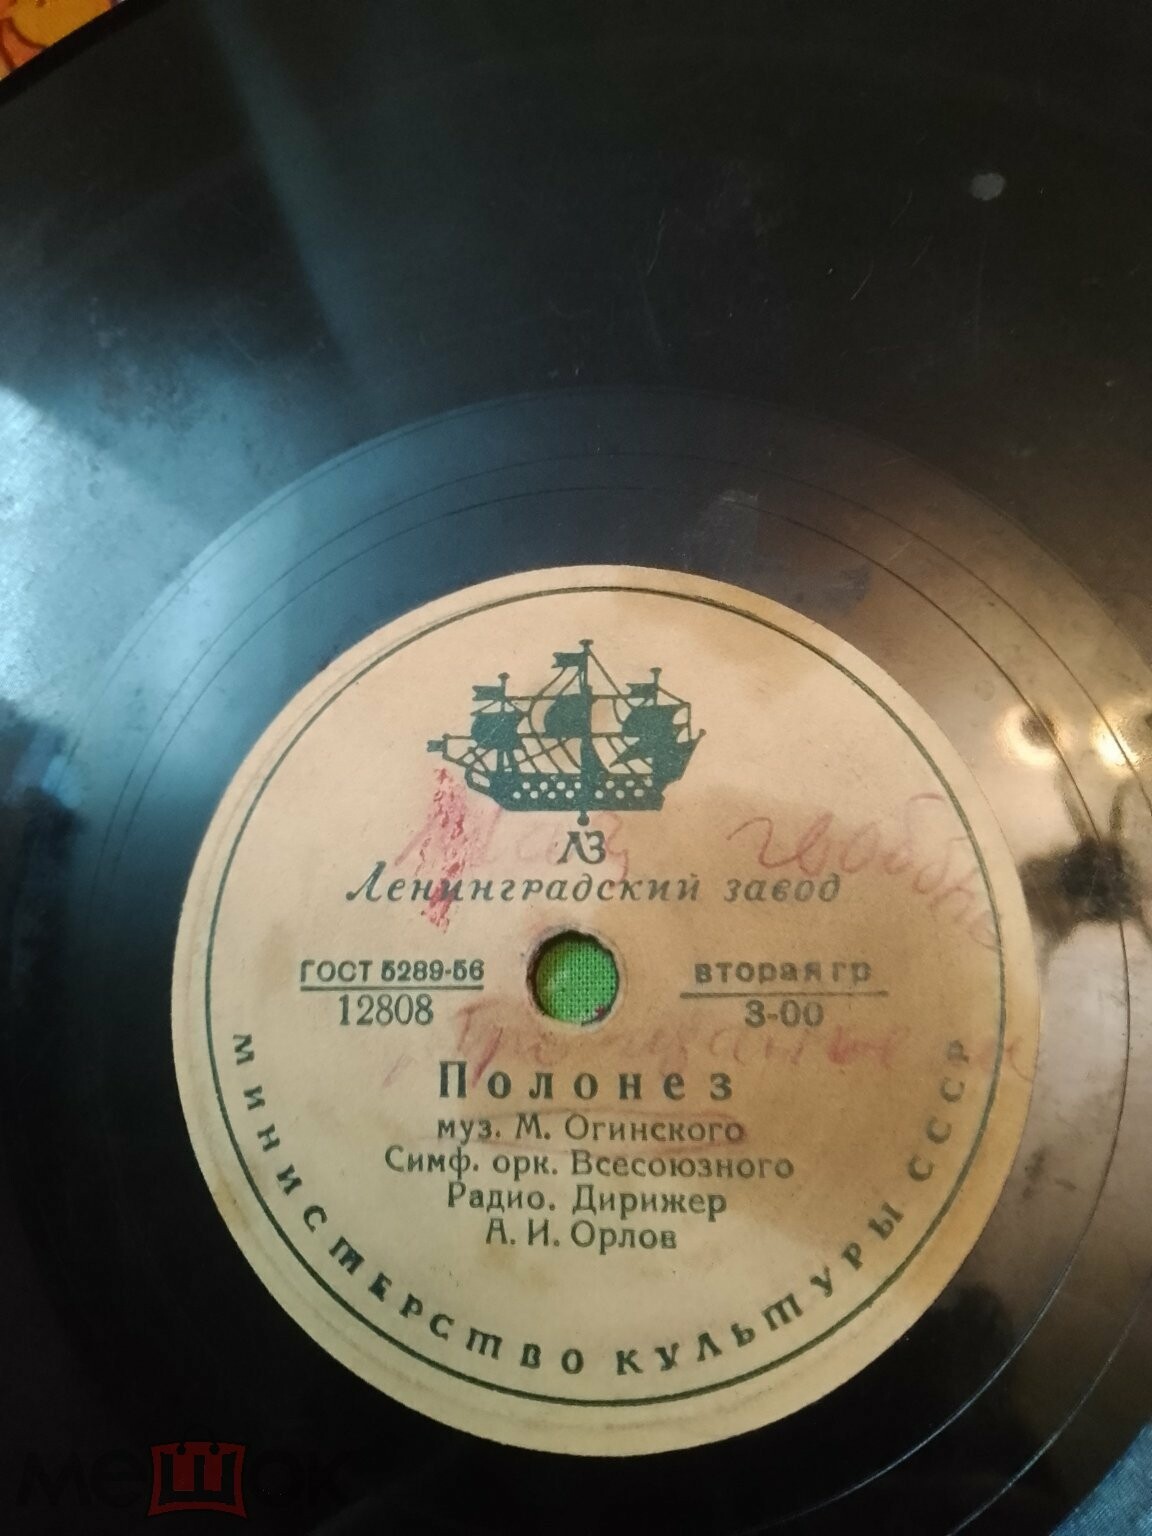 ЛЗ
Ленинградский завод
ГОСТ 5289-56
12808
вторая гр
3-00
Полонез
муз. М. Огинского
Симф. орк. Всесоюзного
Радио. Дирижер
А. И. Орлов
МИНИСТЕРСТВО КУЛЬТУРЫ СССР
мешок